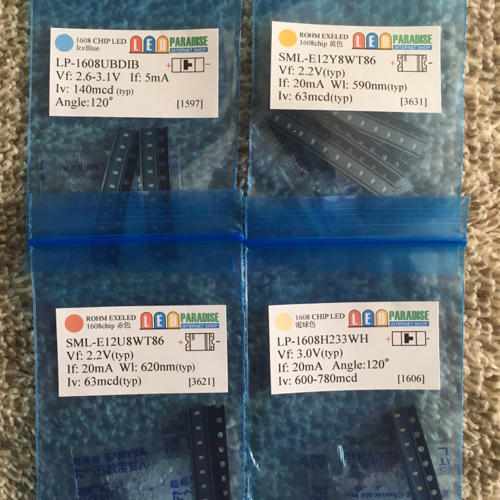 1608 CHIP LED
IceBlue
LED PARADISE
INTERNET SHOP
LP-1608UBDIB
Vf: 2.6-3.1V If: 5mA
Iv: 140mcd(typ)
Angle:120° [1597]
ROHM EXELED
1608chip 黄色
LED PARADISE
INTERNET SHOP
SML-E12Y8WT86
Vf: 2.2V(typ)
If: 20mA Wl: 590nm(typ)
Iv: 63mcd(typ) [3631]
ROHM EXELED
1608chip 赤色
LED PARADISE
INTERNET SHOP
SML-E12U8WT86
Vf: 2.2V(typ)
If: 20mA Wl: 620nm(typ)
Iv: 63mcd(typ) [3621]
1608 CHIP LED
電球色
LED PARADISE
INTERNET SHOP
LP-1608H233WH
Vf: 3.0V(typ)
If: 20mA Angle:120°
Iv: 600-780mcd [1606]